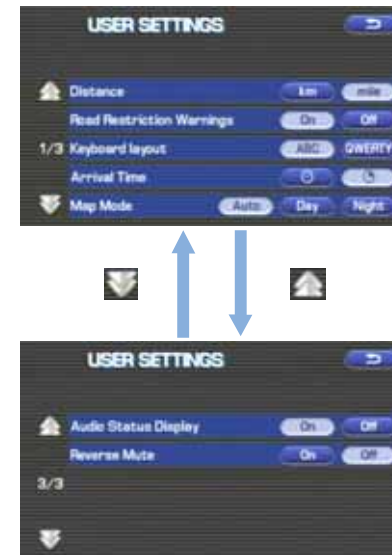 USER SETTINGS
Distance km mile
Road Restriction Warnings On Off
1/3 Keyboard layout ABC QWERTY
Arrival Time
Map Mode Auto Day Night
USER SETTINGS
Audio Status Display On Off
Reverse Mute On Off
3/3